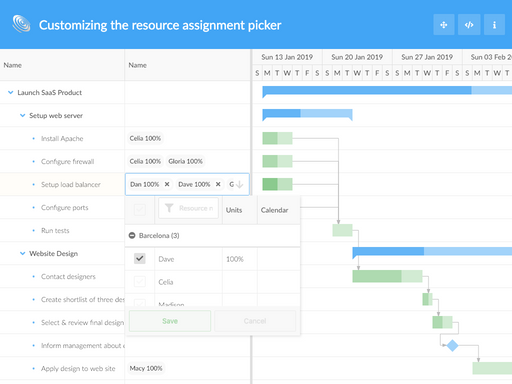 Customizing the resource assignment picker
Name Name Sun 13 Jan 2019 Sun 20 Jan 2019 Sun 27 Jan 2019 Sun 03 Feb 2
S M T W T F S S M T W T F S S M T W T F S S M T W
Launch SaaS Product
Setup web server
Install Apache Celia 100%
Configure firewall Celia 100% Gloria 100%
Setup load balancer Dan 100% × Dave 100% × G
Configure ports Resource n Units Calendar
Run tests
Barcelona (3)
Website Design
Dave 100%
Contact designers
Celia
Create shortlist of three des
Madison
Select & review final design
Save Cancel
Inform management about
Apply design to web site Macy 100%